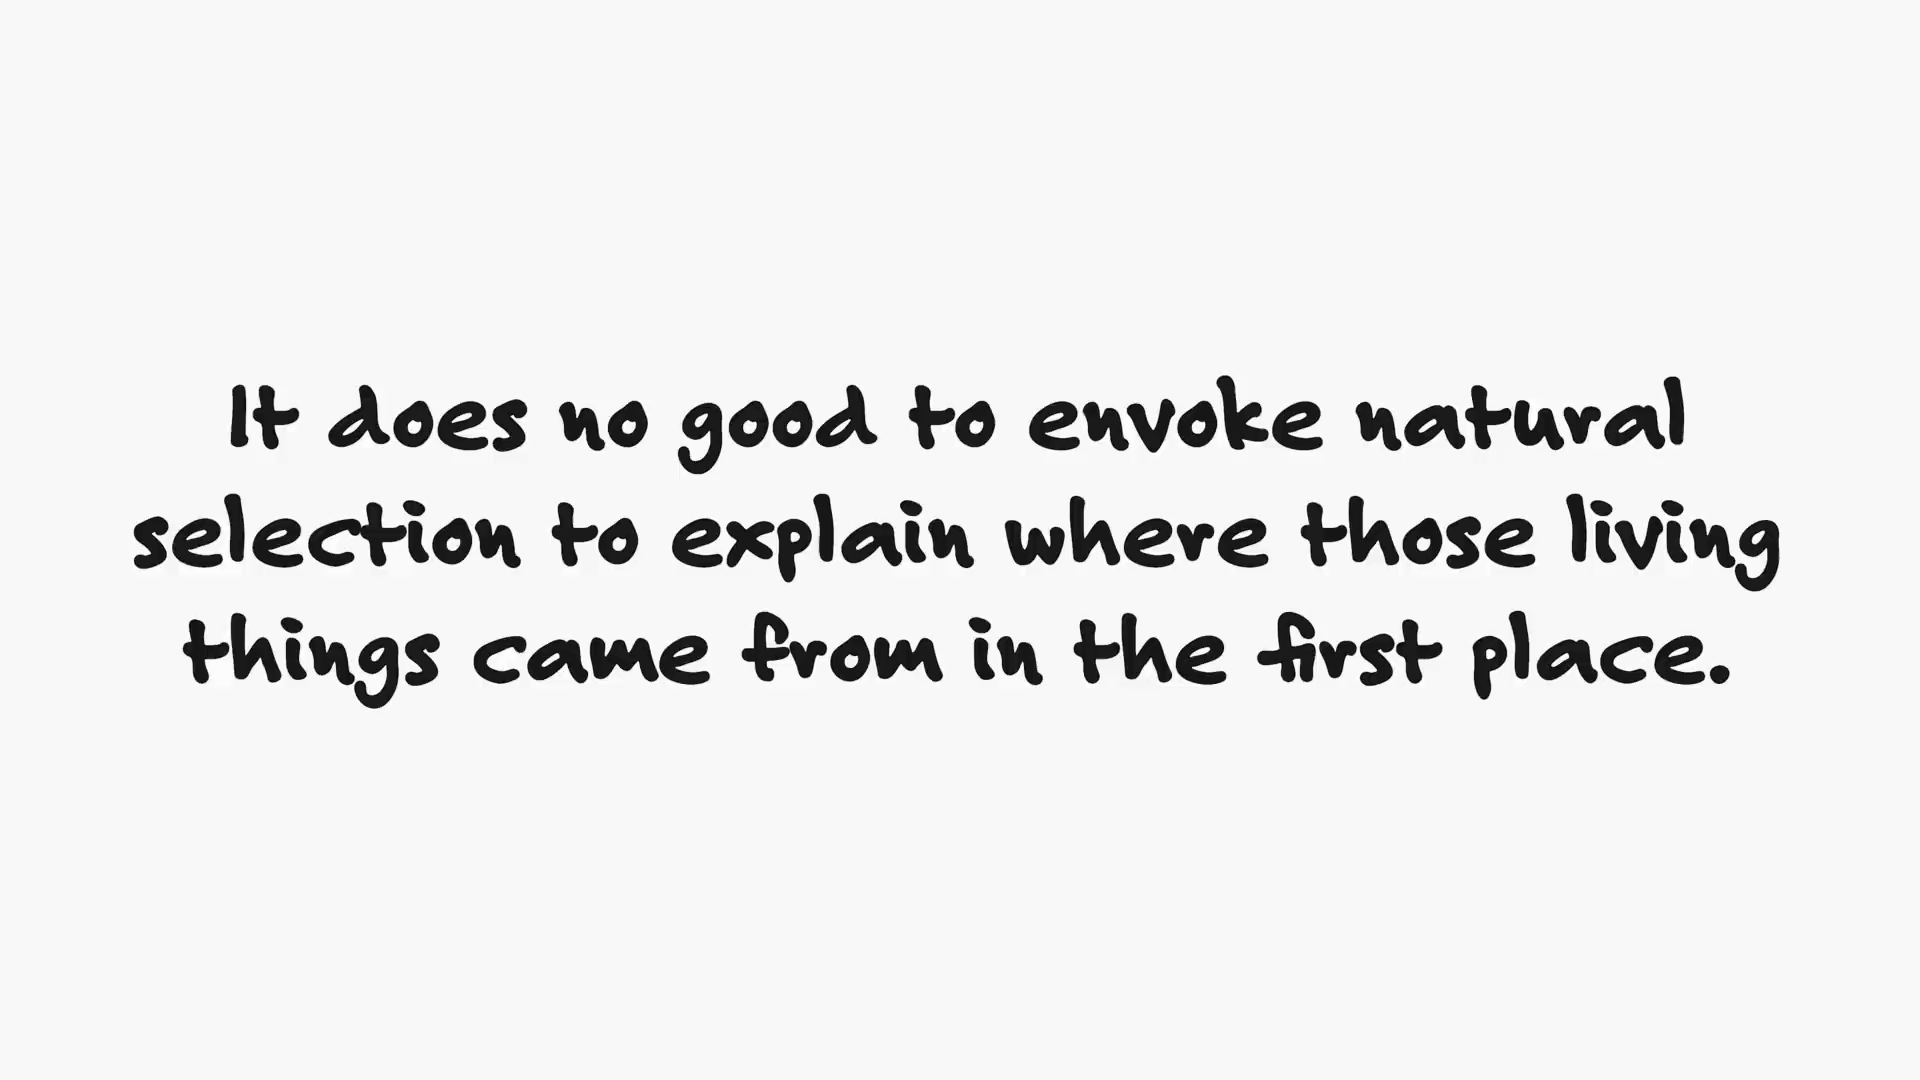 It does no good to envoke natural
selection to explain where those living
things came from in the first place.